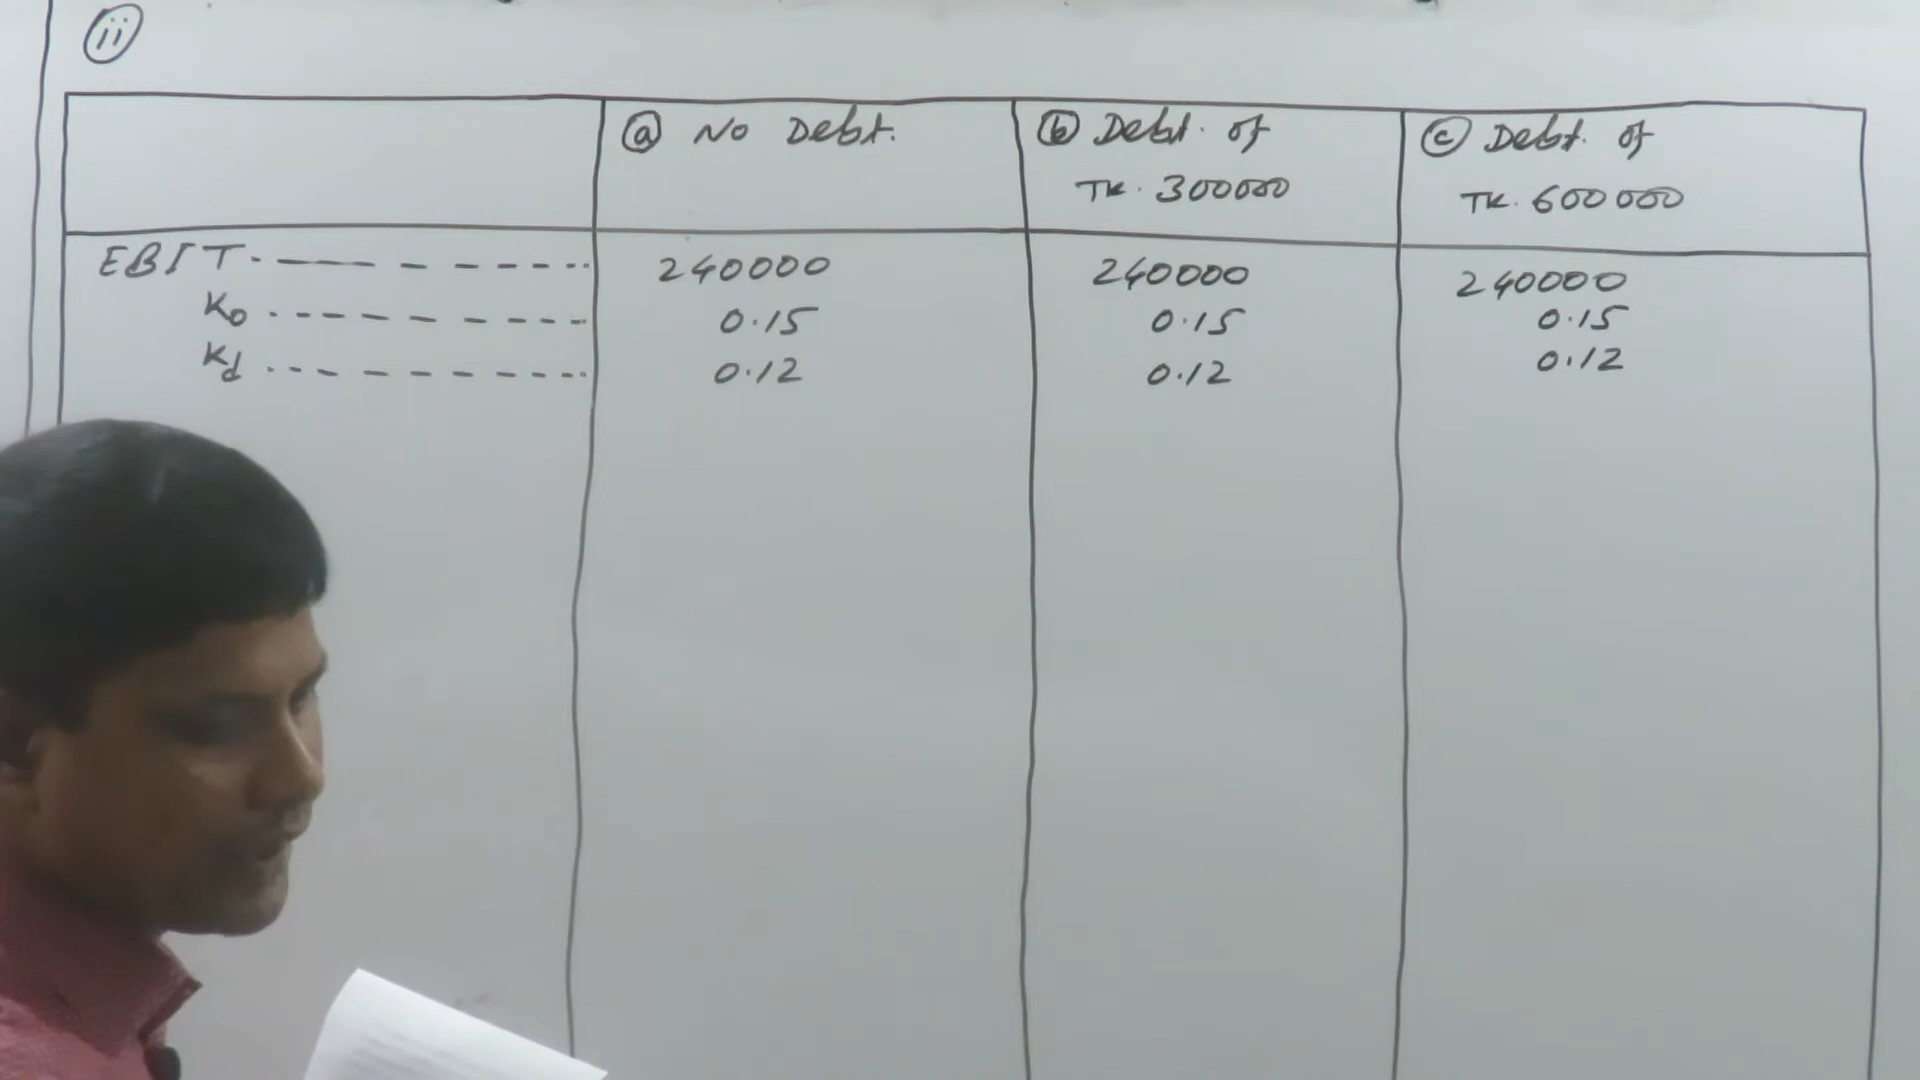 ii
a No Debt.
b Debt. of
TK. 300000
c Debt. of
TK. 600000
EBIT 240000 240000 240000
Ko 0.15 0.15 0.15
Kd 0.12 0.12 0.12